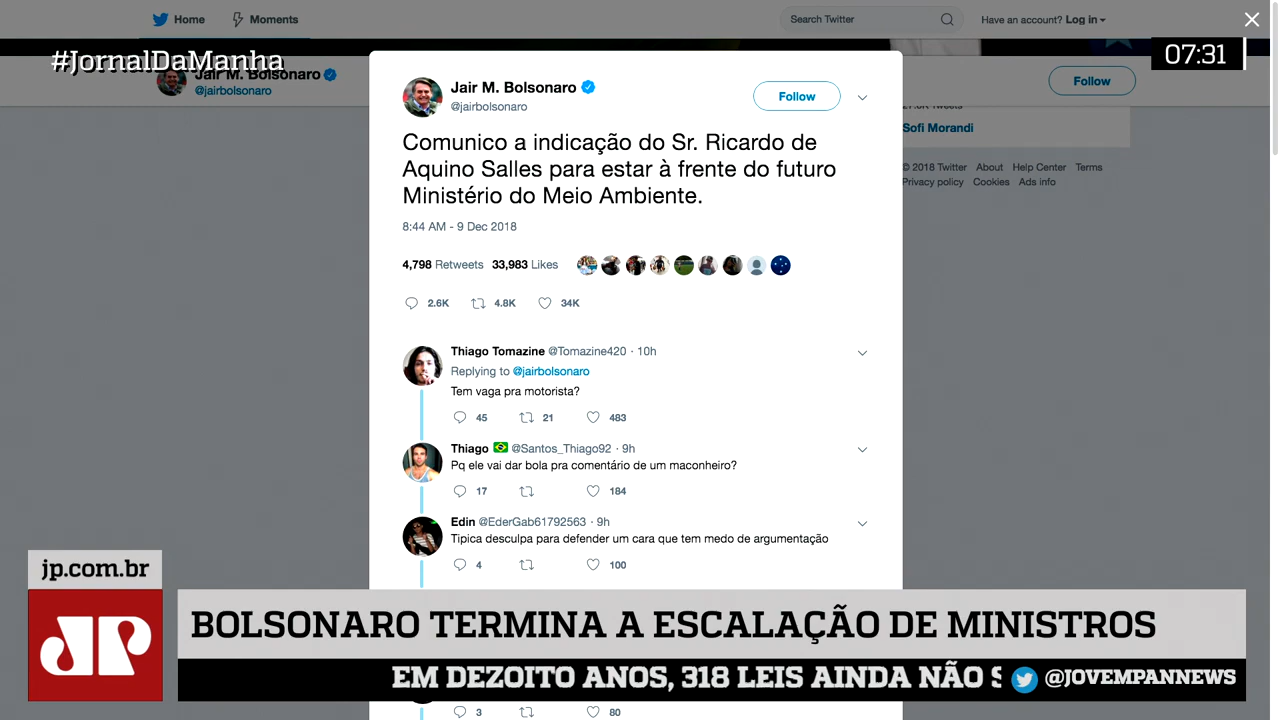 Home
Moments
Search Twitter
Have an account? Log in
#JornalDaManha
07:31
Jair M. Bolsonaro
@jairbolsonaro
Follow
Jair M. Bolsonaro
@jairbolsonaro
Follow
Sofi Morandi
© 2018 Twitter About Help Center Terms
Privacy policy Cookies Ads info
Comunico a indicação do Sr. Ricardo de
Aquino Salles para estar à frente do futuro
Ministério do Meio Ambiente.
8:44 AM - 9 Dec 2018
4,798 Retweets 33,983 Likes
2.6K 4.8K 34K
Thiago Tomazine @Tomazine420 · 10h
Replying to @jairbolsonaro
Tem vaga pra motorista?
45 21 483
Thiago @Santos_Thiago92 · 9h
Pq ele vai dar bola pra comentário de um maconheiro?
17 184
Edin @EderGab61792563 · 9h
Tipica desculpa para defender um cara que tem medo de argumentação
4 100
jp.com.br
JP
BOLSONARO TERMINA A ESCALAÇÃO DE MINISTROS
EM DEZOITO ANOS, 318 LEIS AINDA NÃO S
@JOVEMPANNEWS
3 80